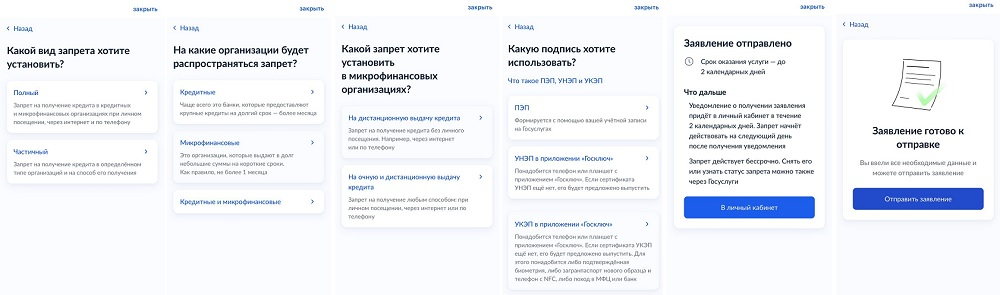 закрыть
Назад
Какой вид запрета хотите
установить?
Полный
Запрет на получение кредита в кредитных
и микрофинансовых организациях при личном
посещении, через интернет и по телефону
Частичный
Запрет на получение кредита в определённом
типе организаций и на способ его получения
закрыть
Назад
На какие организации будет
распространяться запрет?
Кредитные
Чаще всего это банки, которые предоставляют
крупные кредиты на долгий срок — более месяца
Микрофинансовые
Это организации, которые выдают в долг
небольшие суммы на короткие сроки.
Как правило, не более 1 месяца
Кредитные и микрофинансовые
закрыть
Назад
Какой запрет хотите
установить
в микрофинансовых
организациях?
На дистанционную выдачу кредита
Запрет на получение кредита без личного
посещения. Например, через интернет
или по телефону
На очную и дистанционную выдачу
кредита
Запрет на получение любым способом: при
личном посещении, через интернет и по
телефону
закрыть
Назад
Какую подпись хотите
использовать?
Что такое ПЭП, УНЭП и УКЭП
ПЭП
Формируется с помощью вашей учётной записи
на Госуслугах
УНЭП в приложении «Госключ»
Понадобится телефон или планшет с
приложением «Госключ». Если сертификата
УНЭП ещё нет, его будет предложено выпустить
УКЭП в приложении «Госключ»
Понадобится телефон или планшет с
приложением «Госключ». Если сертификата УКЭП
ещё нет, его будет предложено выпустить. Для
этого понадобится либо подтверждённая
биометрия, либо загранпаспорт нового образца и
телефон с NFC, либо поход в МФЦ или банк
закрыть
Заявление отправлено
Срок оказания услуги — до
2 календарных дней
Что дальше
Уведомление о получении заявления
придёт в личный кабинет в течение
2 календарных дней. Запрет начнёт
действовать на следующий день
после получения уведомления
Запрет действует бессрочно. Снять его
или узнать статус запрета можно также
через Госуслуги
В личный кабинет
закрыть
Назад
Заявление готово к
отправке
Вы ввели все необходимые данные и
можете отправить заявление
Отправить заявление